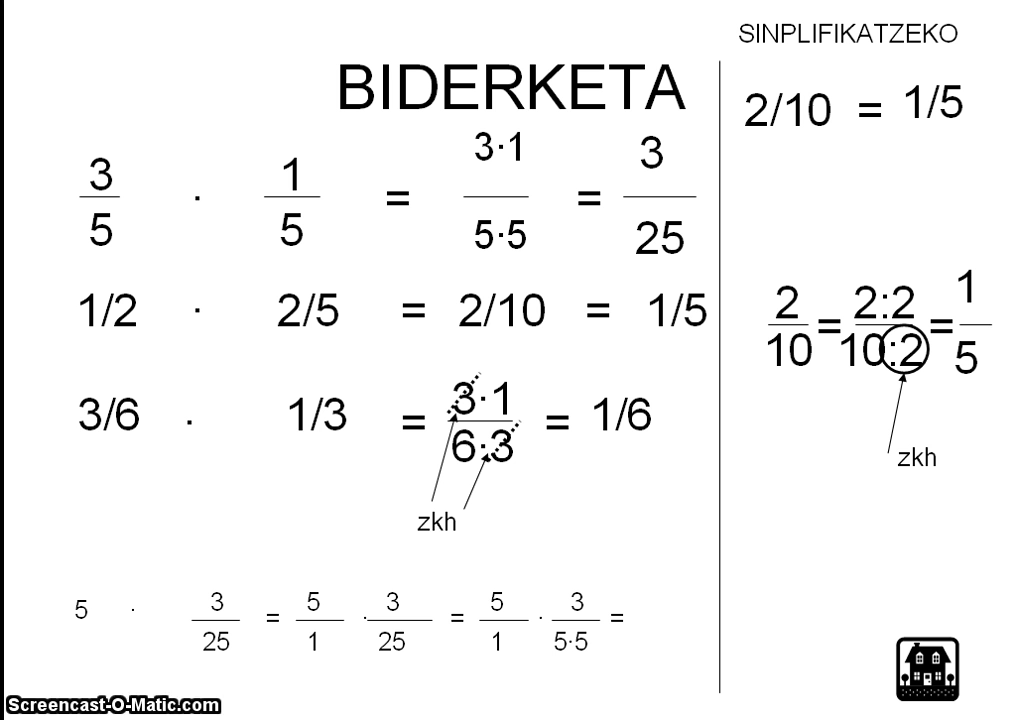 SINPLIFIKATZEKO
BIDERKETA
2/10 = 1/5
3/5 · 1/5 = 3·1/5·5 = 3/25
1/2 · 2/5 = 2/10 = 1/5
2/10 = 2:2/10:2 = 1/5
zkh
3/6 · 1/3 = 3·1/6·3 = 1/6
zkh
5 · 3/25 = 5/1 · 3/25 = 5/1 · 3/5·5 =
Screencast-O-Matic.com